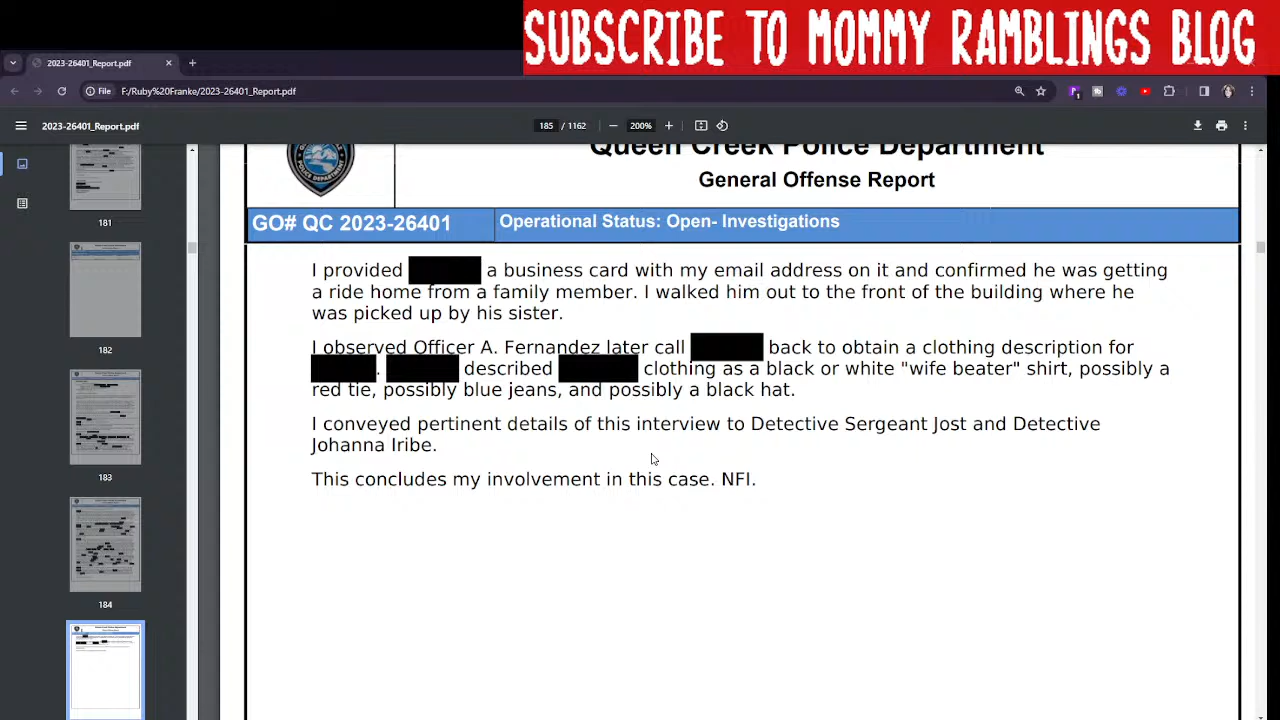 SUBSCRIBE TO MOMMY RAMBLINGS BLOG
2023-26401_Report.pdf
File F:/Ruby%20Franke/2023-26401_Report.pdf
2023-26401_Report.pdf 185 / 1162 200%
Queen Creek Police Department
General Offense Report
GO# QC 2023-26401 Operational Status: Open- Investigations
I provided a business card with my email address on it and confirmed he was getting
a ride home from a family member. I walked him out to the front of the building where he
was picked up by his sister.
I observed Officer A. Fernandez later call back to obtain a clothing description for
. described clothing as a black or white "wife beater" shirt, possibly a
red tie, possibly blue jeans, and possibly a black hat.
I conveyed pertinent details of this interview to Detective Sergeant Jost and Detective
Johanna Iribe.
This concludes my involvement in this case. NFI.
181
182
183
184